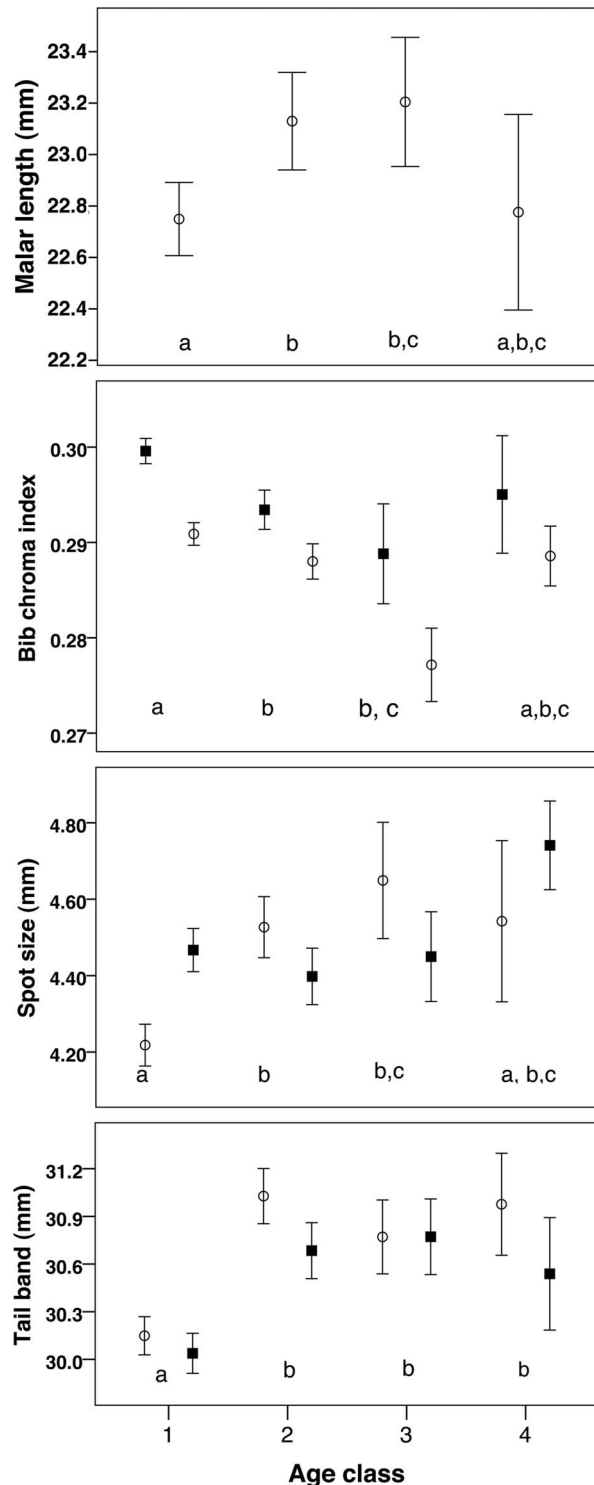 Malar length (mm)
23.4
23.2
23.0
22.8
22.6
22.4
22.2
a b b,c a,b,c
Bib chroma index
0.30
0.29
0.28
0.27
a b b, c a,b,c
Spot size (mm)
4.80
4.60
4.40
4.20
a b b,c a, b,c
Tail band (mm)
31.2
30.9
30.6
30.3
30.0
a b b b
1 2 3 4
Age class